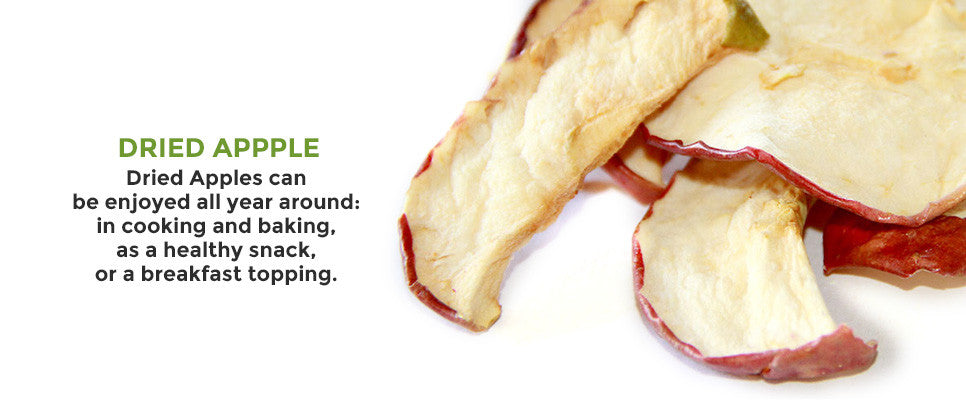 DRIED APPPLE
Dried Apples can
be enjoyed all year around:
in cooking and baking,
as a healthy snack,
or a breakfast topping.